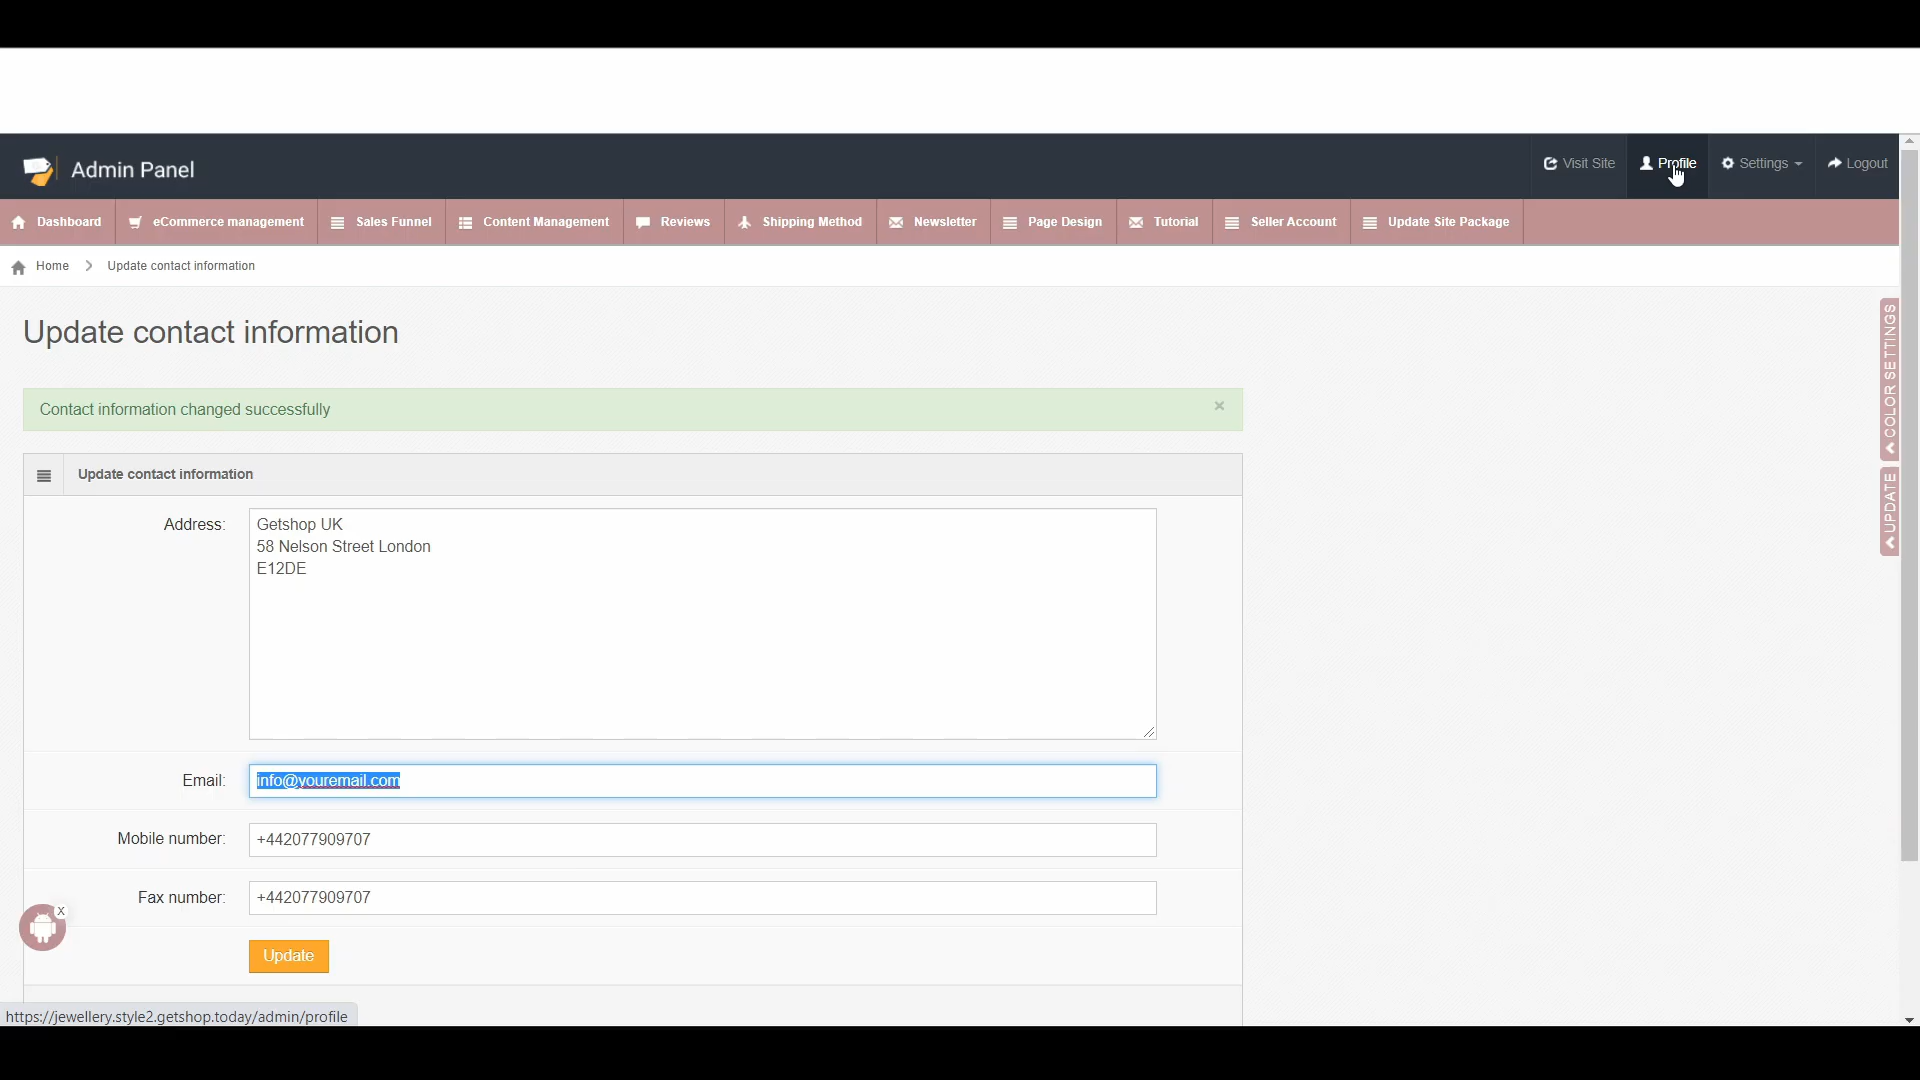 Admin Panel
Visit Site
Profile
Settings
Logout
Dashboard
eCommerce management
Sales Funnel
Content Management
Reviews
Shipping Method
Newsletter
Page Design
Tutorial
Seller Account
Update Site Package
Home
Update contact information
Update contact information
COLOR SETTINGS
UPDATE
Contact information changed successfully
×
Update contact information
Address:
Getshop UK
58 Nelson Street London
E12DE
Email:
info@youremail.com
Mobile number:
+442077909707
Fax number:
+442077909707
X
Update
https://jewellery.style2.getshop.today/admin/profile